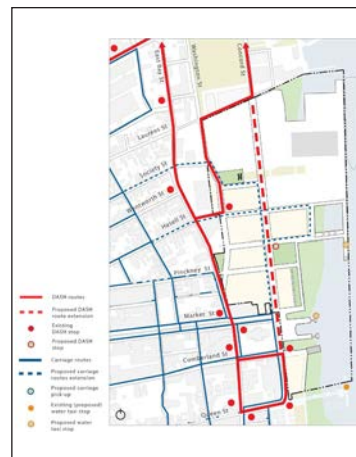 East Bay St
Washington St
Concord St
Laurens St
Society St
Wentworth St
Hasell St
Pinckney St
Market St
Cumberland St
Queen St
DASH routes
Proposed DASH
route extension
Existing
DASH stop
Proposed DASH
stop
Carriage routes
Proposed carriage
routes extension
Proposed carriage
pick-up
Existing (proposed)
water taxi stop
Proposed water
taxi stop